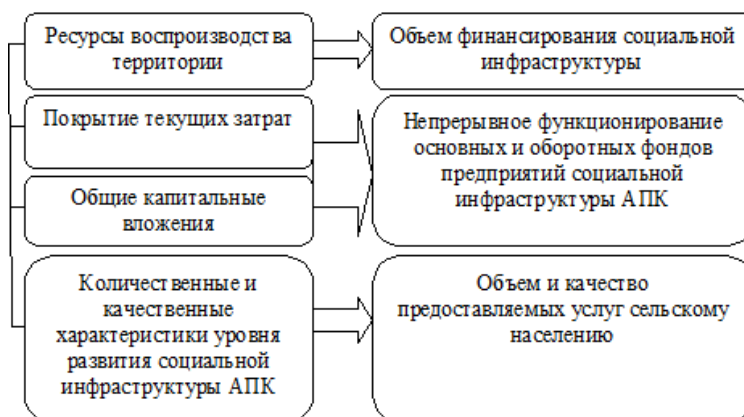 Ресурсы воспроизводства
территории
Объем финансирования социальной
инфраструктуры
Покрытие текущих затрат
Непрерывное функционирование
основных и оборотных фондов
предприятий социальной
инфраструктуры АПК
Общие капитальные
вложения
Количественные и
качественные
характеристики уровня
развития социальной
инфраструктуры АПК
Объем и качество
предоставляемых услуг сельскому
населению